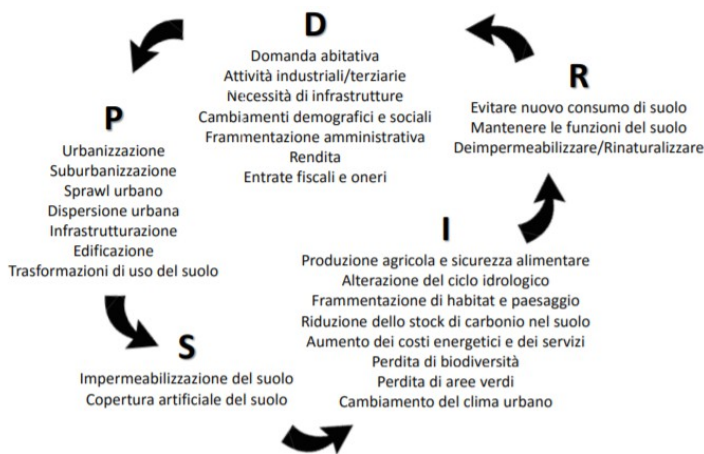 D
Domanda abitativa
Attività industriali/terziarie
Necessità di infrastrutture
Cambiamenti demografici e sociali
Frammentazione amministrativa
Rendita
Entrate fiscali e oneri
P
Urbanizzazione
Suburbanizzazione
Sprawl urbano
Dispersione urbana
Infrastrutturazione
Edificazione
Trasformazioni di uso del suolo
S
Impermeabilizzazione del suolo
Copertura artificiale del suolo
I
Produzione agricola e sicurezza alimentare
Alterazione del ciclo idrologico
Frammentazione di habitat e paesaggio
Riduzione dello stock di carbonio nel suolo
Aumento dei costi energetici e dei servizi
Perdita di biodiversità
Perdita di aree verdi
Cambiamento del clima urbano
R
Evitare nuovo consumo di suolo
Mantenere le funzioni del suolo
Deimpermeabilizzare/Rinaturalizzare